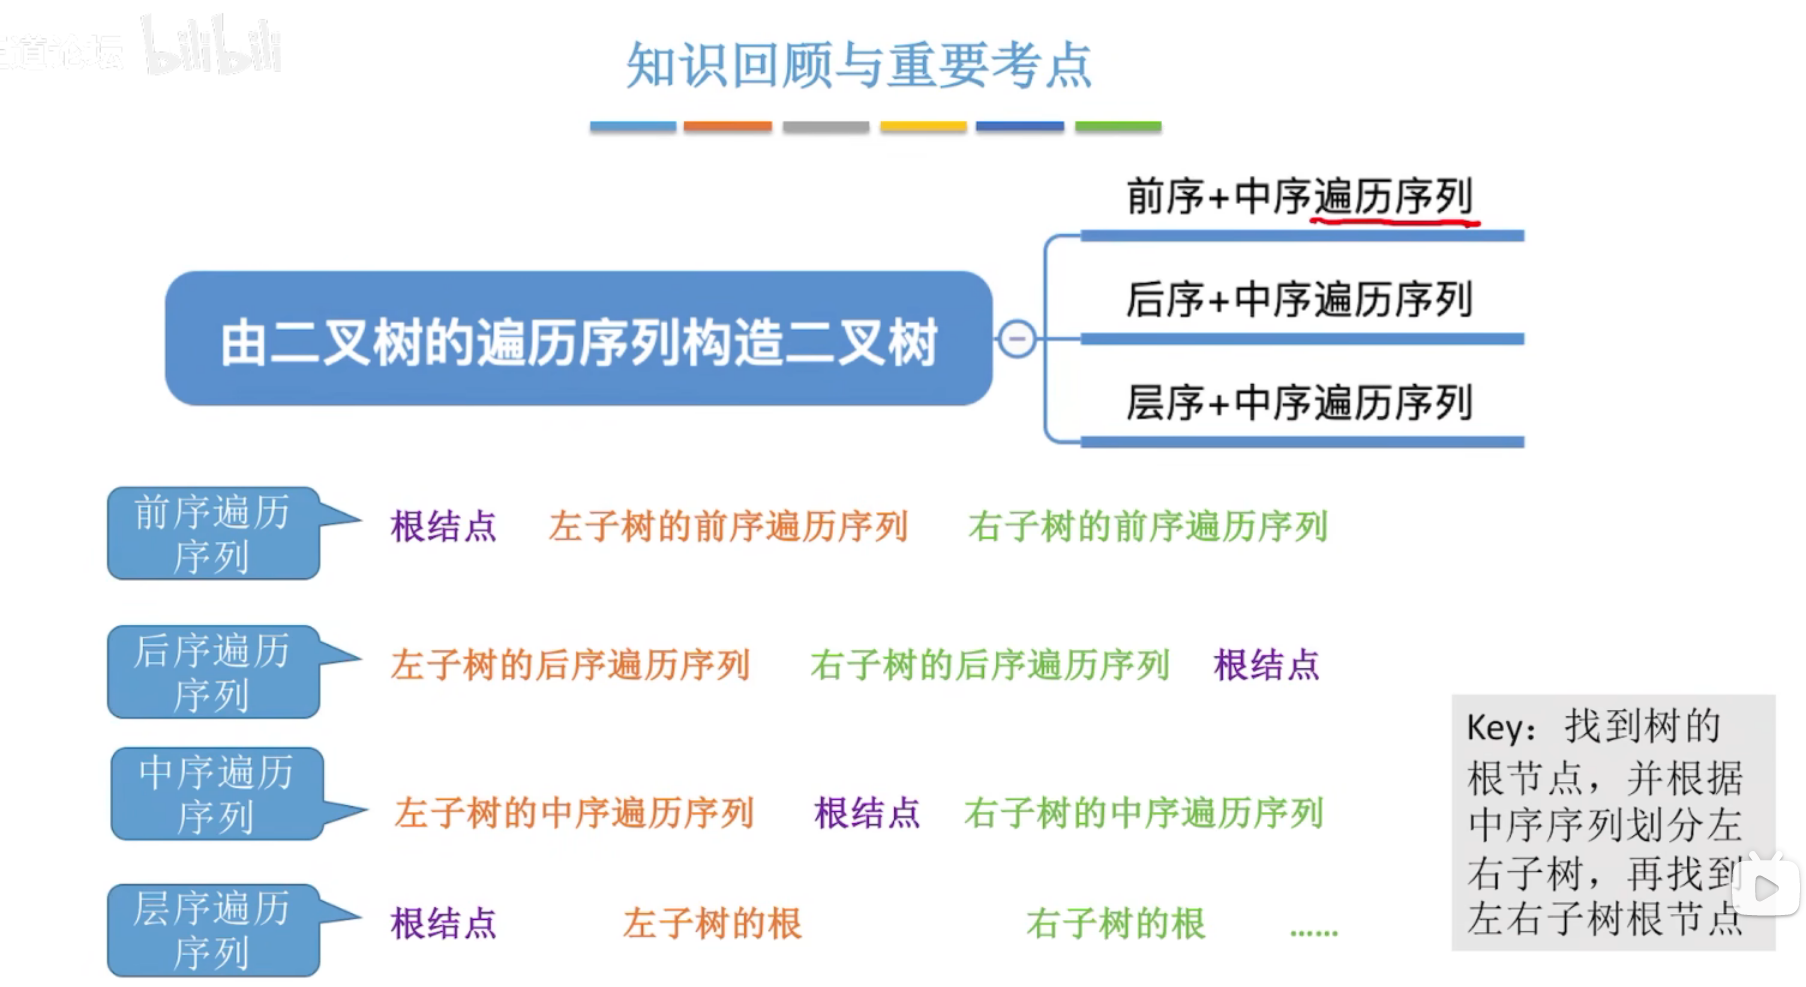 道论坛 bilibili
知识回顾与重要考点
前序+中序遍历序列
后序+中序遍历序列
由二叉树的遍历序列构造二叉树
层序+中序遍历序列
前序遍历
序列
根结点 左子树的前序遍历序列 右子树的前序遍历序列
后序遍历
序列
左子树的后序遍历序列 右子树的后序遍历序列 根结点
中序遍历
序列
左子树的中序遍历序列 根结点 右子树的中序遍历序列
层序遍历
序列
根结点 左子树的根 右子树的根 ……
Key：找到树的
根节点，并根据
中序序列划分左
右子树，再找到
左右子树根节点